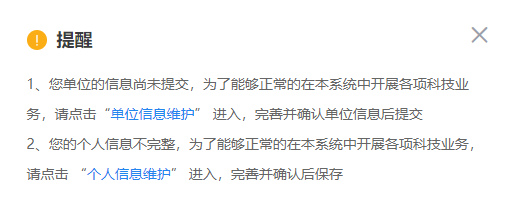 提醒
1、您单位的信息尚未提交，为了能够正常的在本系统中开展各项科技业
务，请点击“单位信息维护” 进入，完善并确认单位信息后提交
2、您的个人信息不完整，为了能够正常的在本系统中开展各项科技业务，
请点击 “个人信息维护” 进入，完善并确认后保存